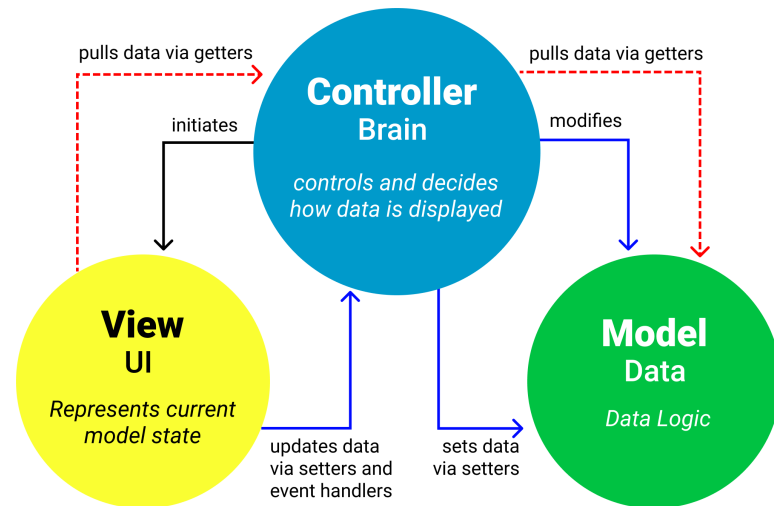 pulls data via getters
pulls data via getters
Controller
Brain
initiates
modifies
controls and decides
how data is displayed
View
UI
Represents current
model state
Model
Data
Data Logic
updates data
via setters and
event handlers
sets data
via setters